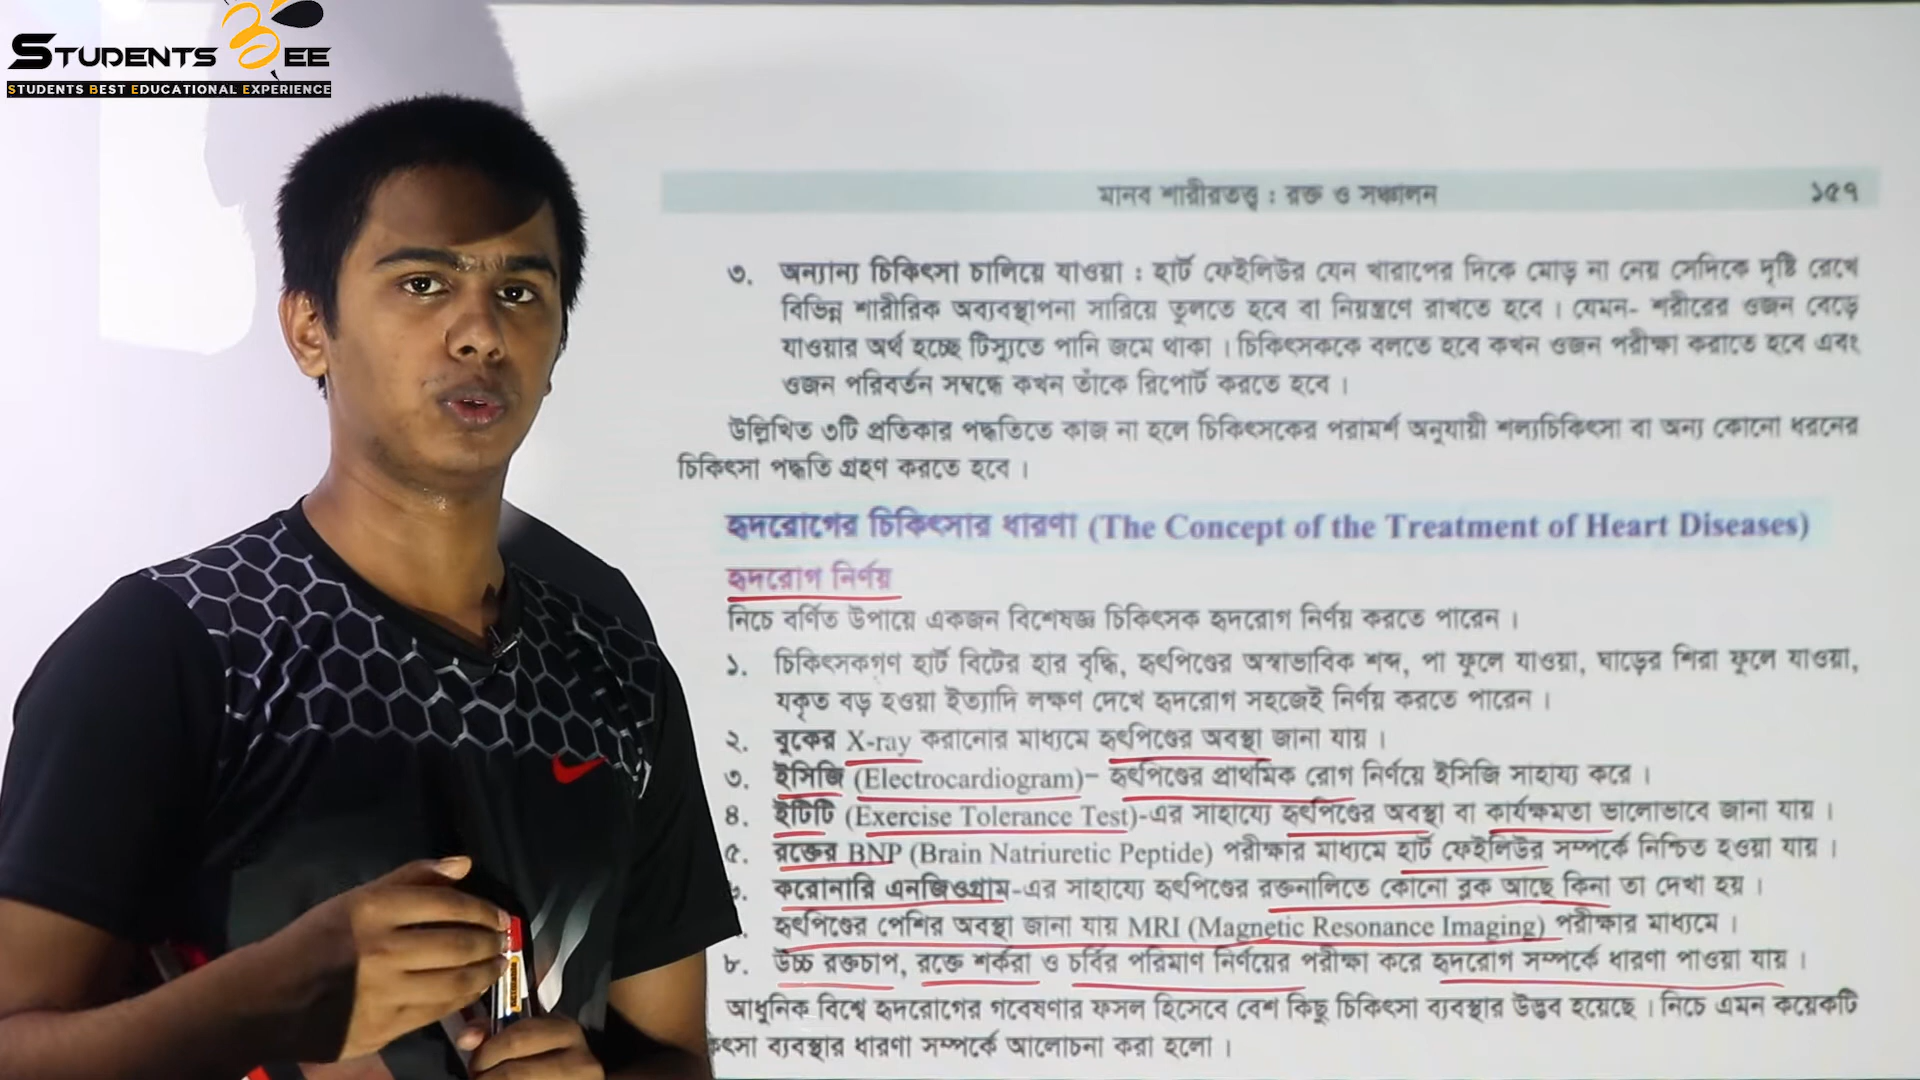 STUDENTS BEE
STUDENTS BEST EDUCATIONAL EXPERIENCE
মানব শারীরতত্ত্ব : রক্ত ও সঞ্চালন ১৫৭
৩. অন্যান্য চিকিৎসা চালিয়ে যাওয়া : হার্ট ফেইলিউর যেন খারাপের দিকে মোড় না নেয় সেদিকে দৃষ্টি রেখে
বিভিন্ন শারীরিক অব্যবস্থাপনা সারিয়ে তুলতে হবে বা নিয়ন্ত্রণে রাখতে হবে । যেমন- শরীরের ওজন বেড়ে
যাওয়ার অর্থ হচ্ছে টিস্যুতে পানি জমে থাকা । চিকিৎসককে বলতে হবে কখন ওজন পরীক্ষা করাতে হবে এবং
ওজন পরিবর্তন সম্বন্ধে কখন তাঁকে রিপোর্ট করতে হবে ।
উল্লিখিত ৩টি প্রতিকার পদ্ধতিতে কাজ না হলে চিকিৎসকের পরামর্শ অনুযায়ী শল্যচিকিৎসা বা অন্য কোনো ধরনের
চিকিৎসা পদ্ধতি গ্রহণ করতে হবে ।
হৃদরোগের চিকিৎসার ধারণা (The Concept of the Treatment of Heart Diseases)
হৃদরোগ নির্ণয়
নিচে বর্ণিত উপায়ে একজন বিশেষজ্ঞ চিকিৎসক হৃদরোগ নির্ণয় করতে পারেন ।
১. চিকিৎসকগণ হার্ট বিটের হার বৃদ্ধি, হৃৎপিণ্ডের অস্বাভাবিক শব্দ, পা ফুলে যাওয়া, ঘাড়ের শিরা ফুলে যাওয়া,
যকৃত বড় হওয়া ইত্যাদি লক্ষণ দেখে হৃদরোগ সহজেই নির্ণয় করতে পারেন ।
২. বুকের X-ray করানোর মাধ্যমে হৃৎপিণ্ডের অবস্থা জানা যায় ।
৩. ইসিজি (Electrocardiogram)– হৃৎপিণ্ডের প্রাথমিক রোগ নির্ণয়ে ইসিজি সাহায্য করে ।
৪. ইটিটি (Exercise Tolerance Test)-এর সাহায্যে হৃৎপিণ্ডের অবস্থা বা কার্যক্ষমতা ভালোভাবে জানা যায় ।
৫. রক্তের BNP (Brain Natriuretic Peptide) পরীক্ষার মাধ্যমে হার্ট ফেইলিউর সম্পর্কে নিশ্চিত হওয়া যায় ।
করোনারি এনজিওগ্রাম-এর সাহায্যে হৃৎপিণ্ডের রক্তনালিতে কোনো ব্লক আছে কিনা তা দেখা হয় ।
হৃৎপিণ্ডের পেশির অবস্থা জানা যায় MRI (Magnetic Resonance Imaging) পরীক্ষার মাধ্যমে ।
৮. উচ্চ রক্তচাপ, রক্তে শর্করা ও চর্বির পরিমাণ নির্ণয়ের পরীক্ষা করে হৃদরোগ সম্পর্কে ধারণা পাওয়া যায় ।
আধুনিক বিশ্বে হৃদরোগের গবেষণার ফসল হিসেবে বেশ কিছু চিকিৎসা ব্যবস্থার উদ্ভব হয়েছে । নিচে এমন কয়েকটি
ব্যবস্থার ধারণা সম্পর্কে আলোচনা করা হলো ।